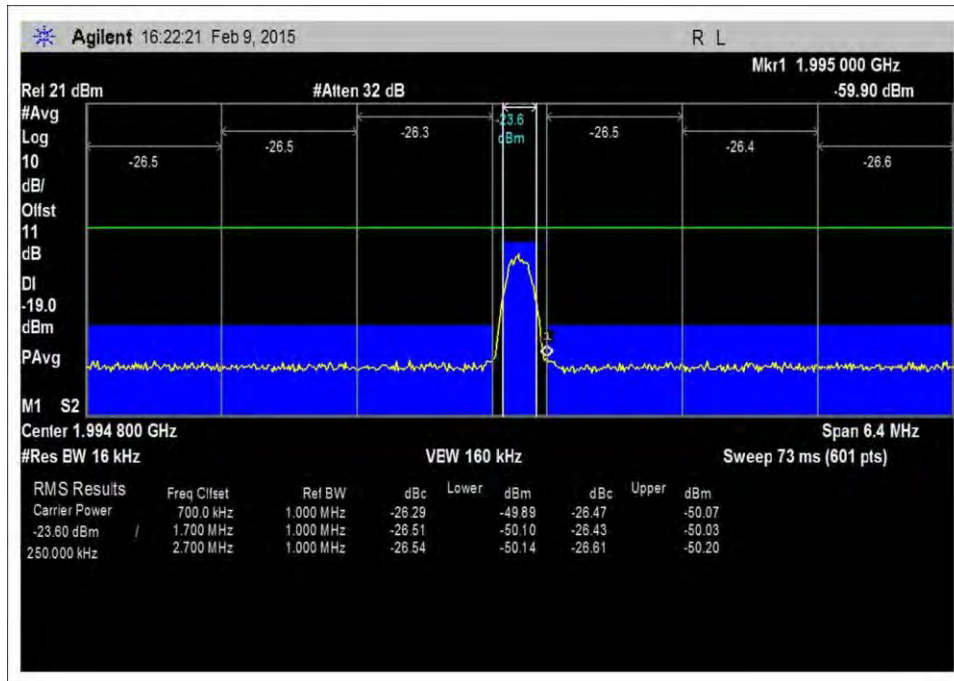 Agilent 16:22:21 Feb 9, 2015 R L
Mkr1 1.995 000 GHz
Rel 21 dBm #Atten 32 dB -59.90 dBm
#Avg
Log
10
dB/
Offst
11
dB
DI
-19.0
dBm
PAvg
M1 S2
-26.5 -26.5 -26.3 -23.6 dBm -26.5 -26.4 -26.6
1
Center 1.994 800 GHz Span 6.4 MHz
#Res BW 16 kHz VEW 160 kHz Sweep 73 ms (601 pts)
RMS Results Freq Clfset Ref BW dBc Lower dBm dBc Upper dBm
Carrier Power 700.0 kHz 1.000 MHz -26.29 -49.89 -26.47 -50.07
-23.60 dBm / 1.700 MHz 1.000 MHz -26.51 -50.10 -26.43 -50.03
250.000 kHz 2.700 MHz 1.000 MHz -26.54 -50.14 -26.61 -50.20